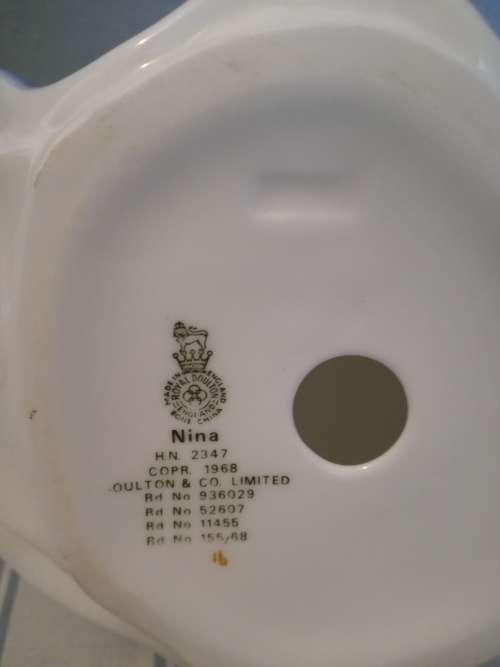 MADE IN ENGLAND
ROYAL DOULTON
ENGLAND
BONE CHINA
Nina
H.N. 2347
COPR. 1968
OULTON & CO. LIMITED
Rd No 936029
Rd No 52607
Rd No 11455
Rd No 155/68